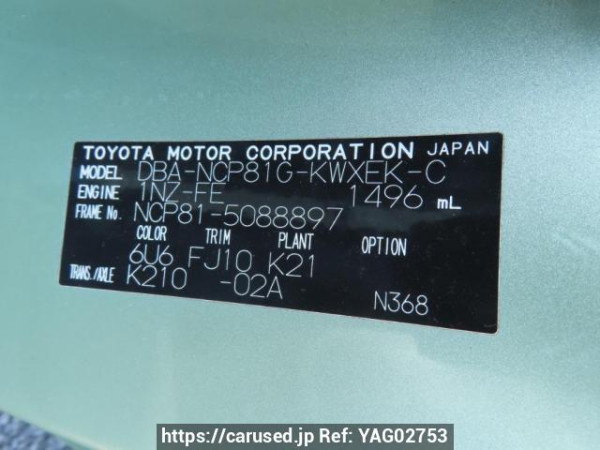 TOYOTA MOTOR CORPORATION JAPAN
MODEL DBA-NCP81G-KWXEK-C
ENGINE 1NZ-FE 1496 mL
FRAME No. NCP81-5088897
COLOR TRIM PLANT OPTION
6U6 FJ10 K21
TRANS./AXLE K210 -02A
N368
https://carused.jp Ref: YAG02753